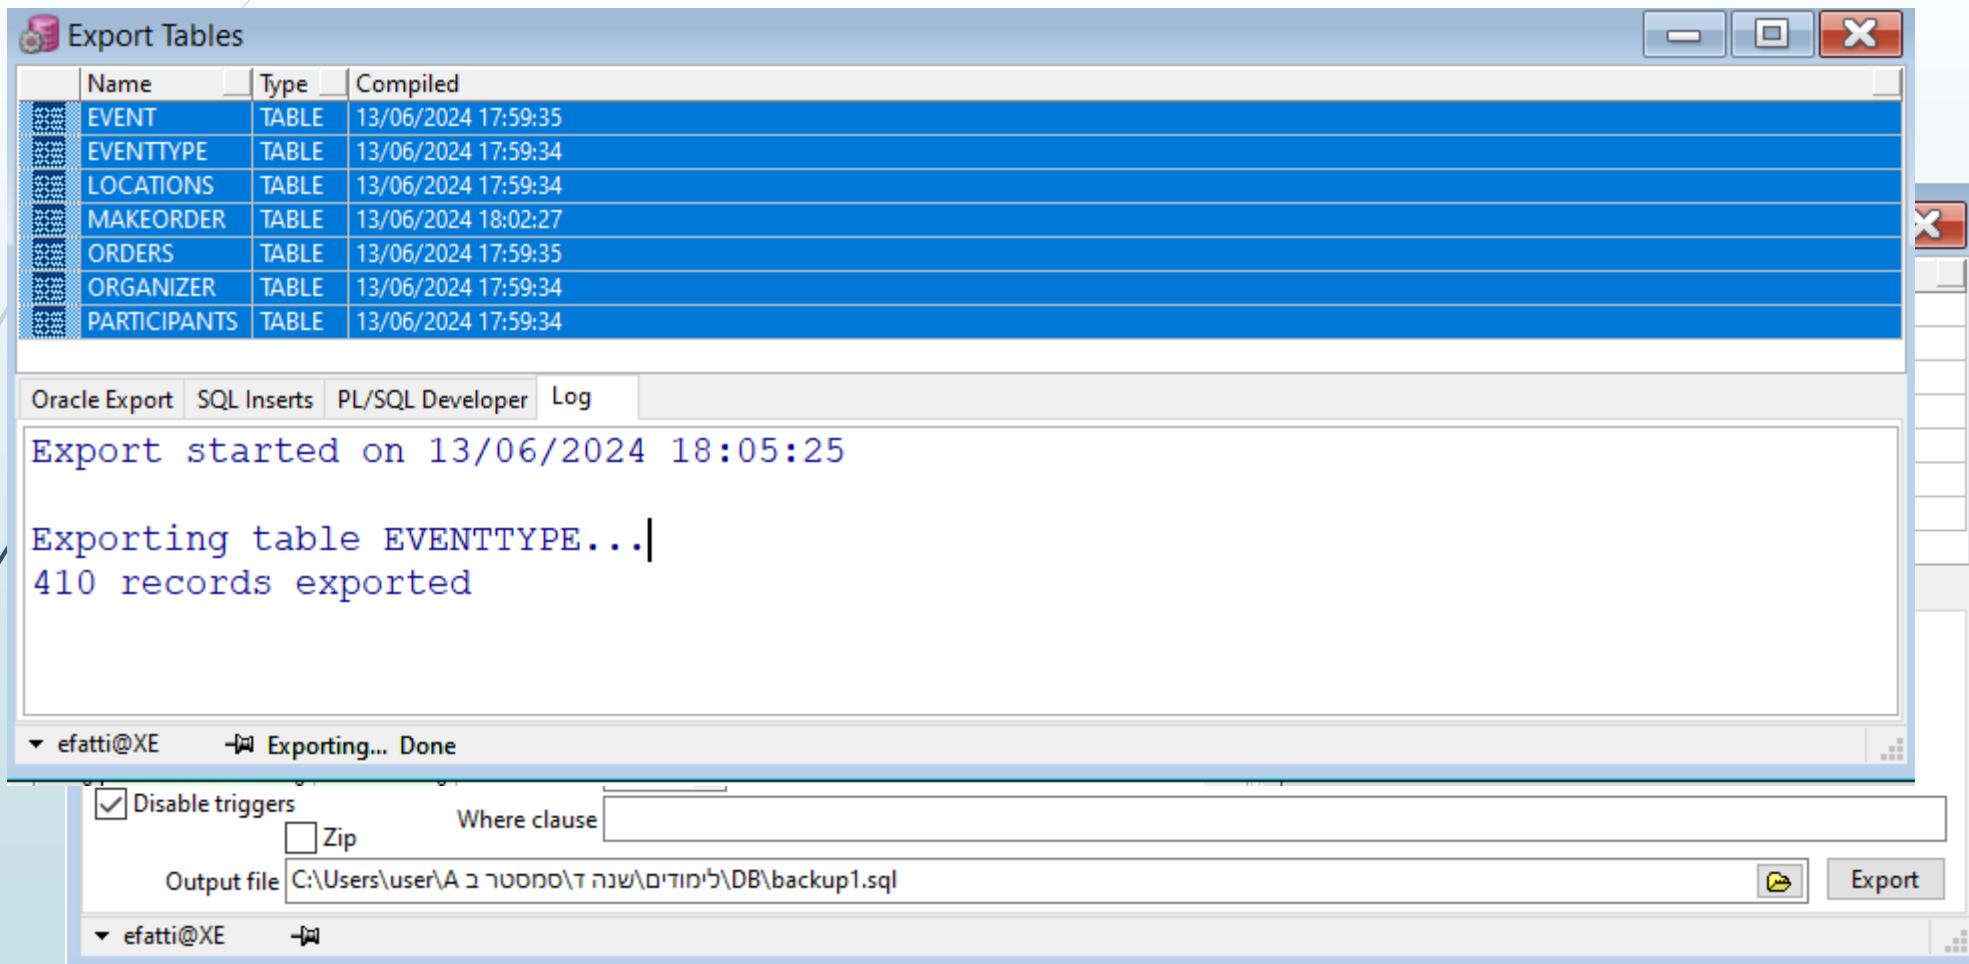 Export Tables
Name Type Compiled
EVENT TABLE 13/06/2024 17:59:35
EVENTTYPE TABLE 13/06/2024 17:59:34
LOCATIONS TABLE 13/06/2024 17:59:34
MAKEORDER TABLE 13/06/2024 18:02:27
ORDERS TABLE 13/06/2024 17:59:35
ORGANIZER TABLE 13/06/2024 17:59:34
PARTICIPANTS TABLE 13/06/2024 17:59:34
Oracle Export SQL Inserts PL/SQL Developer Log
Export started on 13/06/2024 18:05:25
Exporting table EVENTTYPE...
410 records exported
efatti@XE Exporting... Done
Disable triggers
Where clause
Zip
Output file C:\Users\user\A לימודים\שנה ד\סמסטר ב\DB\backup1.sql Export
efatti@XE